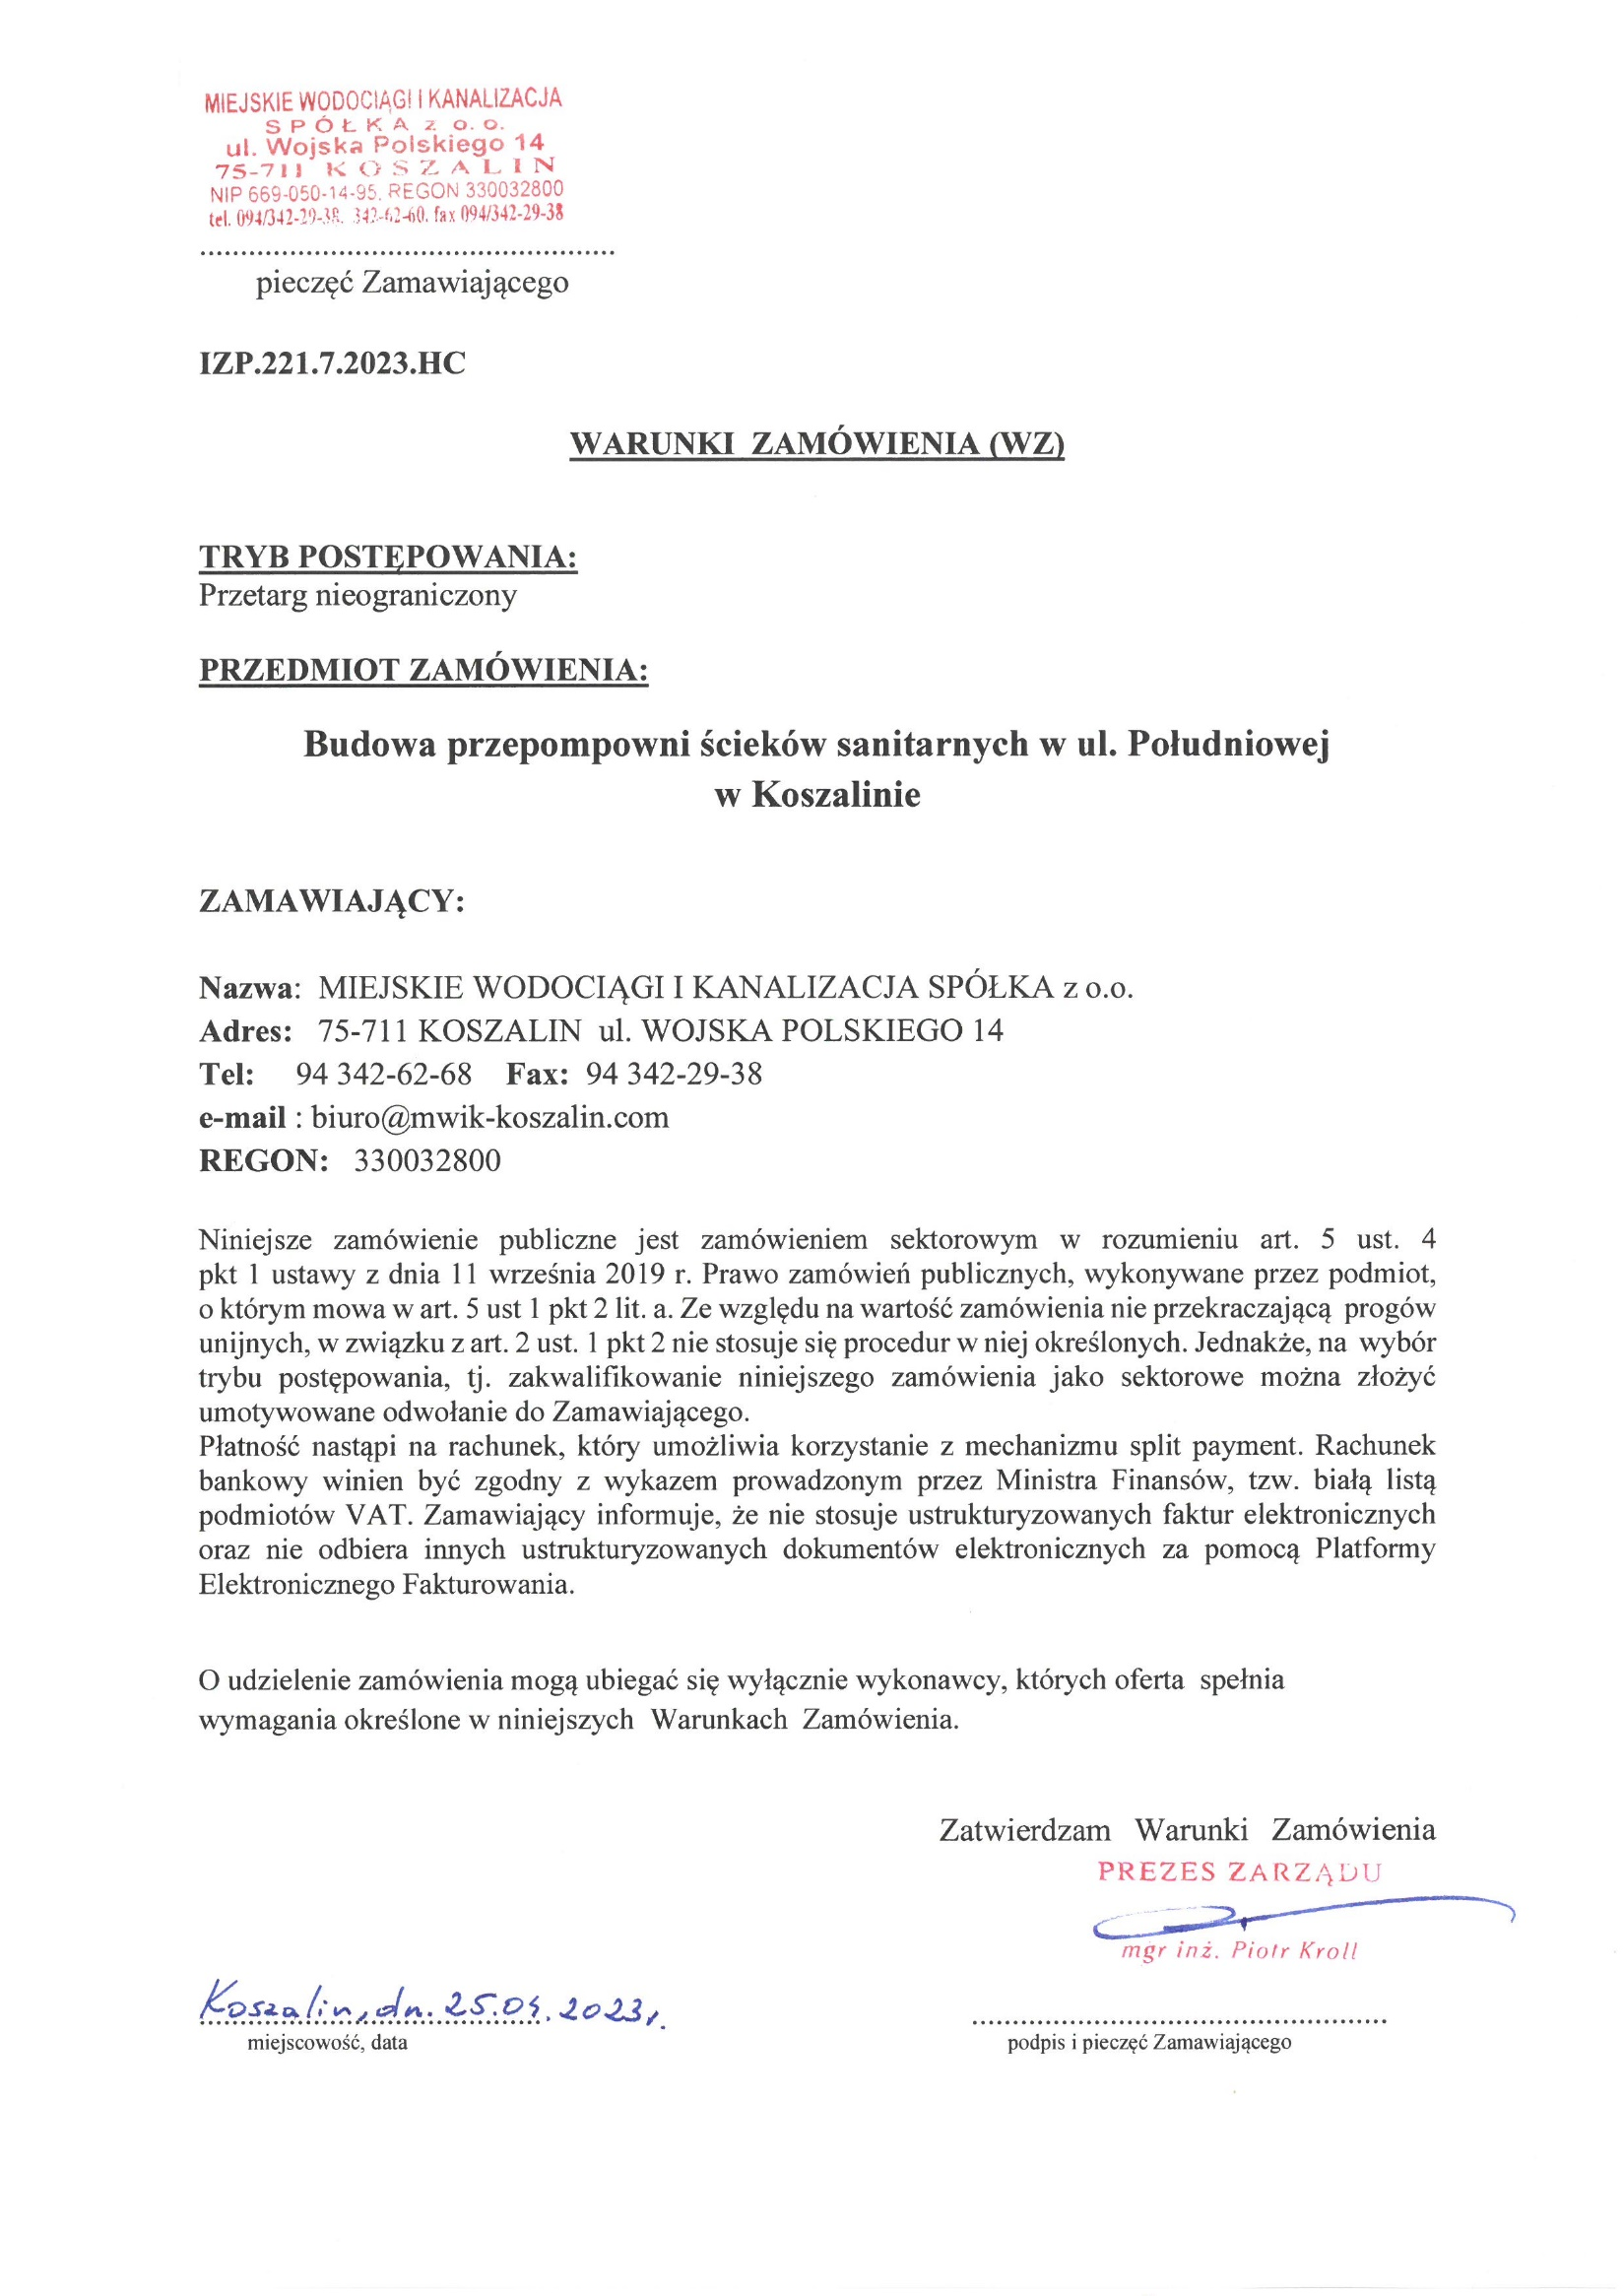 MIEJSKIE WODOCIĄGI I KANALIZACJA
SPÓŁKA z o.o.
ul. Wojska Polskiego 14
75-711 KOSZALIN
NIP 669-050-14-95, REGON 330032800
tel. 094/342-29-38, 342-62-60, fax 094/342-29-38
pieczęć Zamawiającego
IZP.221.7.2023.HC
WARUNKI ZAMÓWIENIA (WZ)
TRYB POSTĘPOWANIA:
Przetarg nieograniczony
PRZEDMIOT ZAMÓWIENIA:
Budowa przepompowni ścieków sanitarnych w ul. Południowej
w Koszalinie
ZAMAWIAJĄCY:
Nazwa: MIEJSKIE WODOCIĄGI I KANALIZACJA SPÓŁKA z o.o.
Adres: 75-711 KOSZALIN ul. WOJSKA POLSKIEGO 14
Tel: 94 342-62-68 Fax: 94 342-29-38
e-mail : biuro@mwik-koszalin.com
REGON: 330032800
Niniejsze zamówienie publiczne jest zamówieniem sektorowym w rozumieniu art. 5 ust. 4
pkt 1 ustawy z dnia 11 września 2019 r. Prawo zamówień publicznych, wykonywane przez podmiot,
o którym mowa w art. 5 ust 1 pkt 2 lit. a. Ze względu na wartość zamówienia nie przekraczającą progów
unijnych, w związku z art. 2 ust. 1 pkt 2 nie stosuje się procedur w niej określonych. Jednakże, na wybór
trybu postępowania, tj. zakwalifikowanie niniejszego zamówienia jako sektorowe można złożyć
umotywowane odwołanie do Zamawiającego.
Płatność nastąpi na rachunek, który umożliwia korzystanie z mechanizmu split payment. Rachunek
bankowy winien być zgodny z wykazem prowadzonym przez Ministra Finansów, tzw. białą listą
podmiotów VAT. Zamawiający informuje, że nie stosuje ustrukturyzowanych faktur elektronicznych
oraz nie odbiera innych ustrukturyzowanych dokumentów elektronicznych za pomocą Platformy
Elektronicznego Fakturowania.
O udzielenie zamówienia mogą ubiegać się wyłącznie wykonawcy, których oferta spełnia
wymagania określone w niniejszych Warunkach Zamówienia.
Zatwierdzam Warunki Zamówienia
PREZES ZARZĄDU
mgr inż. Piotr Kroll
Koszalin, dn. 2023r.
miejscowość, data
podpis i pieczęć Zamawiającego